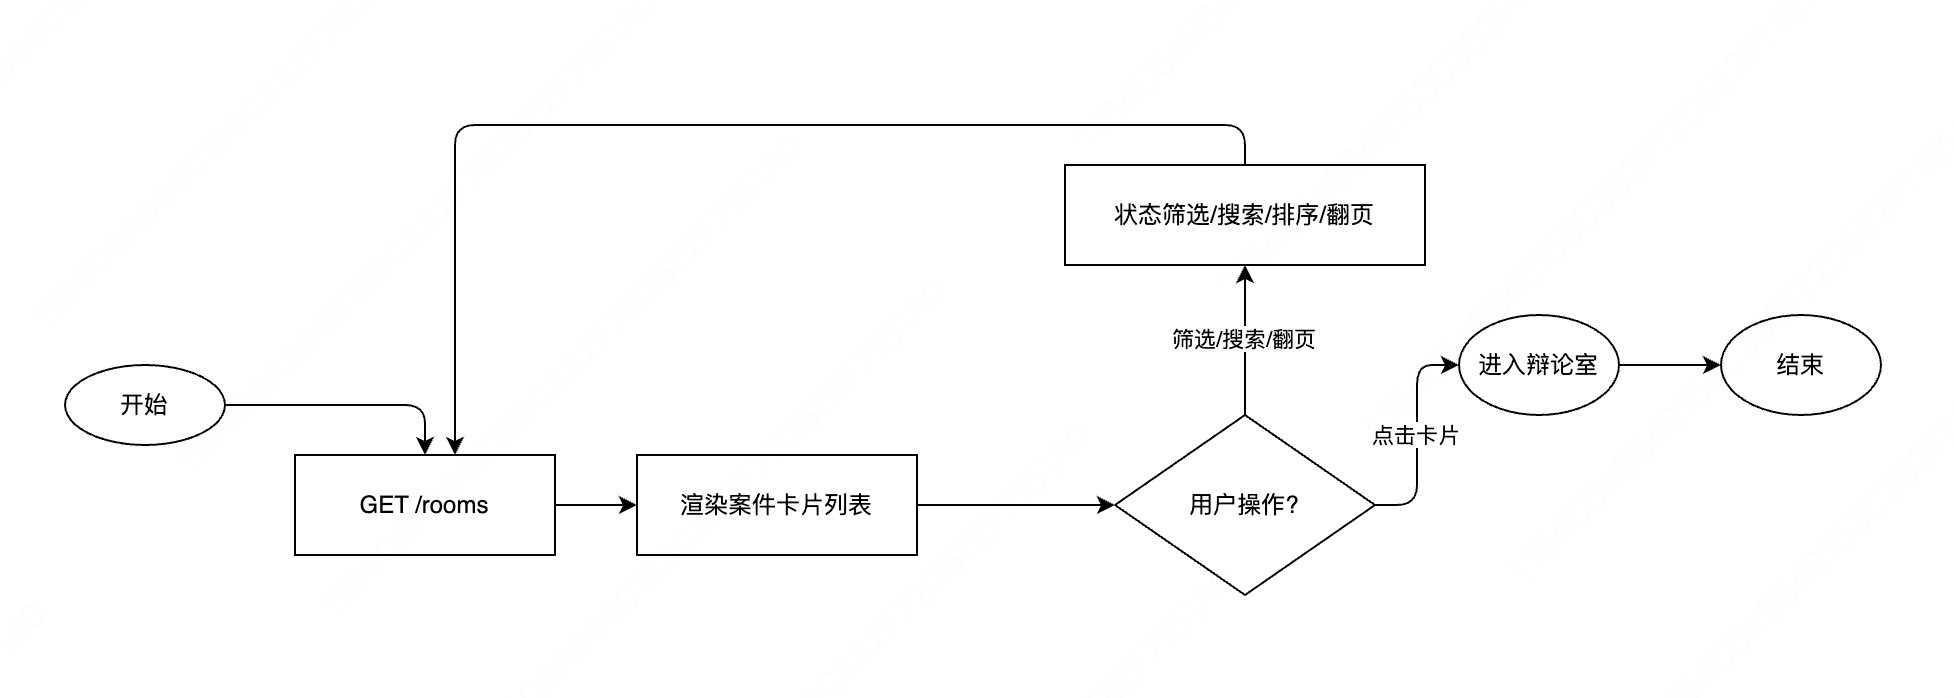 状态筛选/搜索/排序/翻页
筛选/搜索/翻页
开始
进入辩论室
结束
点击卡片
GET /rooms
渲染案件卡片列表
用户操作?